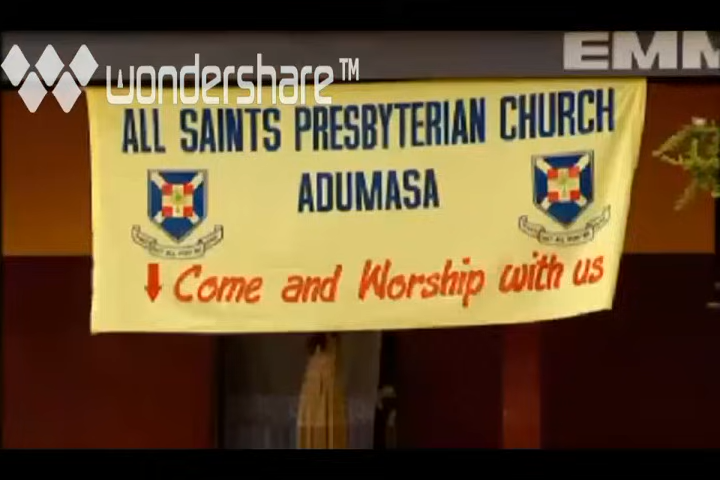 EMM
wondershare™
ALL SAINTS PRESBYTERIAN CHURCH
ADUMASA
Come and Worship with us